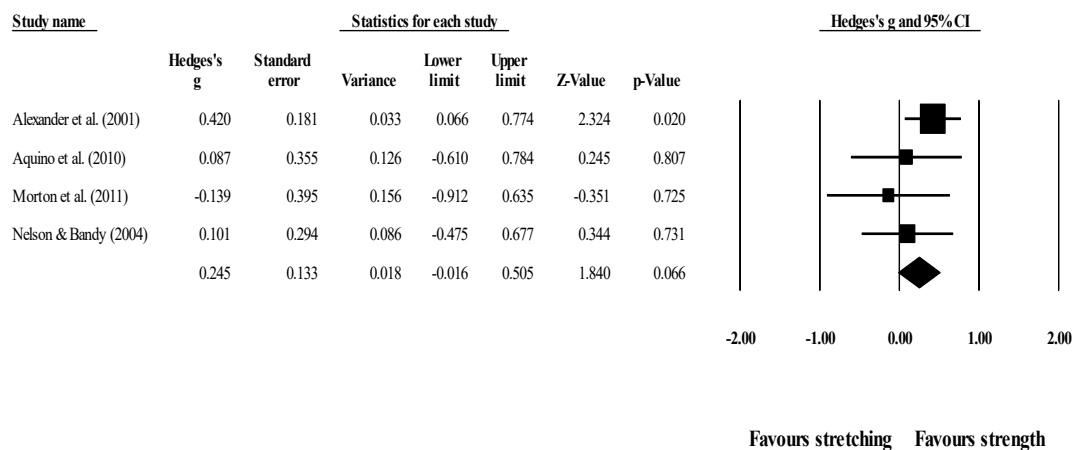 Study name Statistics for each study Hedges's g and 95% CI
Hedges's Standard Lower Upper
g error Variance limit limit Z-Value p-Value
Alexander et al. (2001) 0.420 0.181 0.033 0.066 0.774 2.324 0.020
Aquino et al. (2010) 0.087 0.355 0.126 -0.610 0.784 0.245 0.807
Morton et al. (2011) -0.139 0.395 0.156 -0.912 0.635 -0.351 0.725
Nelson & Bandy (2004) 0.101 0.294 0.086 -0.475 0.677 0.344 0.731
0.245 0.133 0.018 -0.016 0.505 1.840 0.066
-2.00 -1.00 0.00 1.00 2.00
Favours stretching Favours strength